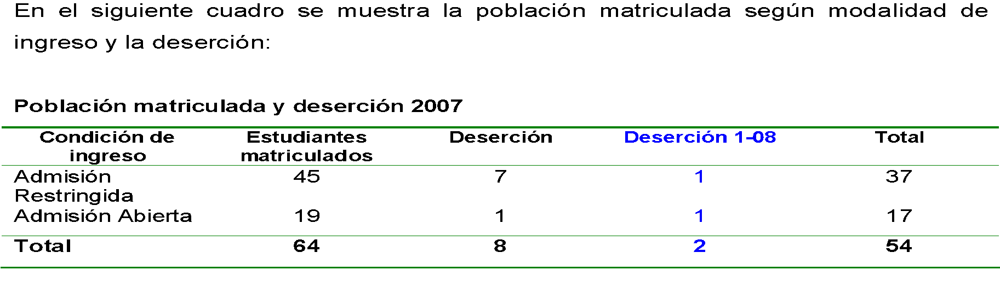 En el siguiente cuadro se muestra la población matriculada según modalidad de
ingreso y la deserción:
Población matriculada y deserción 2007
Condición de ingreso Estudiantes matriculados Deserción Deserción 1-08 Total
Admisión Restringida 45 7 1 37
Admisión Abierta 19 1 1 17
Total 64 8 2 54